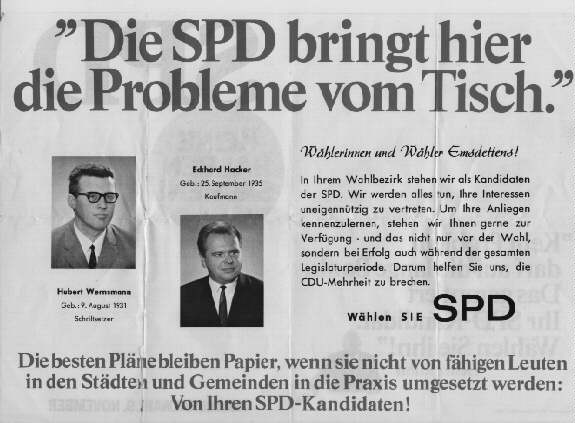 "Die SPD bringt hier
die Probleme vom Tisch."
Eckhard Hacker
Geb.: 25. September 1935
Kaufmann
Hubert Wernsmann
Geb.: 9. August 1931
Schriftsetzer
Wählerinnen und Wähler Emsdettens!
In Ihrem Wahlbezirk stehen wir als Kandidaten
der SPD. Wir werden alles tun, Ihre Interessen
uneigennützig zu vertreten. Um Ihre Anliegen
kennenzulernen, stehen wir Ihnen gerne zur
Verfügung - und das nicht nur vor der Wahl,
sondern bei Erfolg auch während der gesamten
Legislaturperiode. Darum helfen Sie uns, die
CDU-Mehrheit zu brechen.
Wählen SIE SPD
Die besten Pläne bleiben Papier, wenn sie nicht von fähigen Leuten
in den Städten und Gemeinden in die Praxis umgesetzt werden:
Von Ihren SPD-Kandidaten!